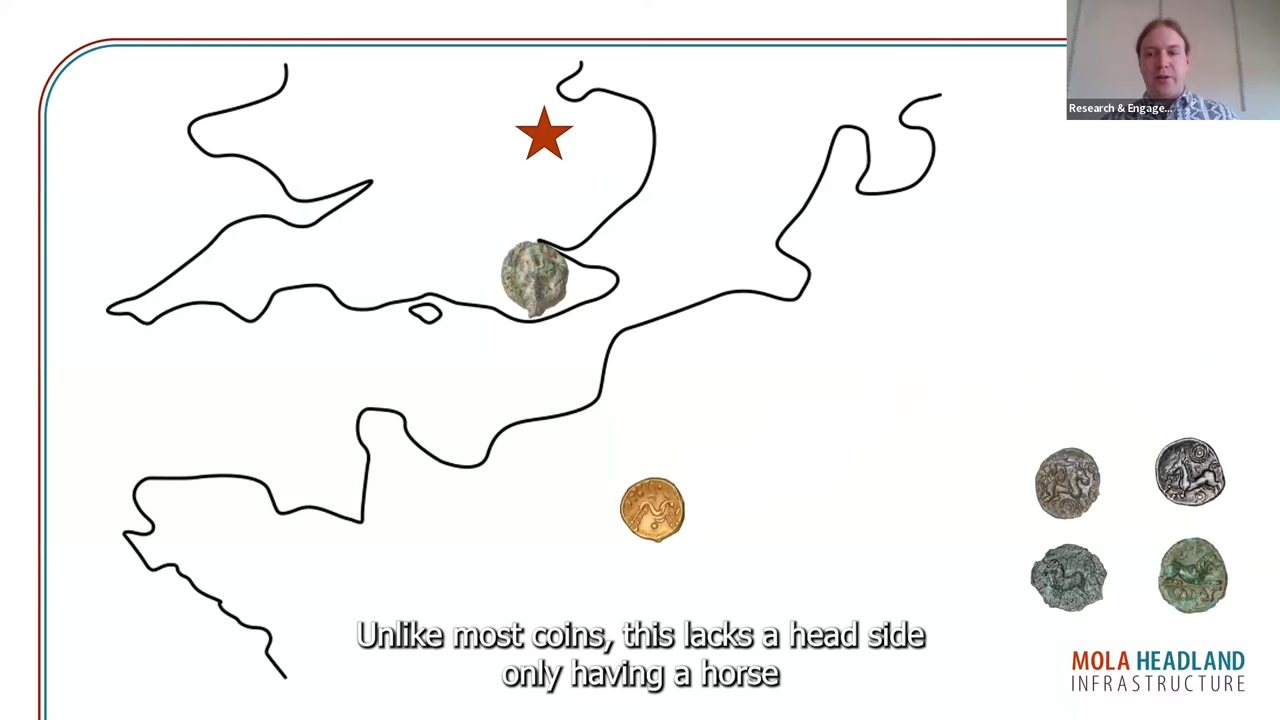 Research & Engage...
Unlike most coins, this lacks a head side
only having a horse
MOLA HEADLAND
INFRASTRUCTURE